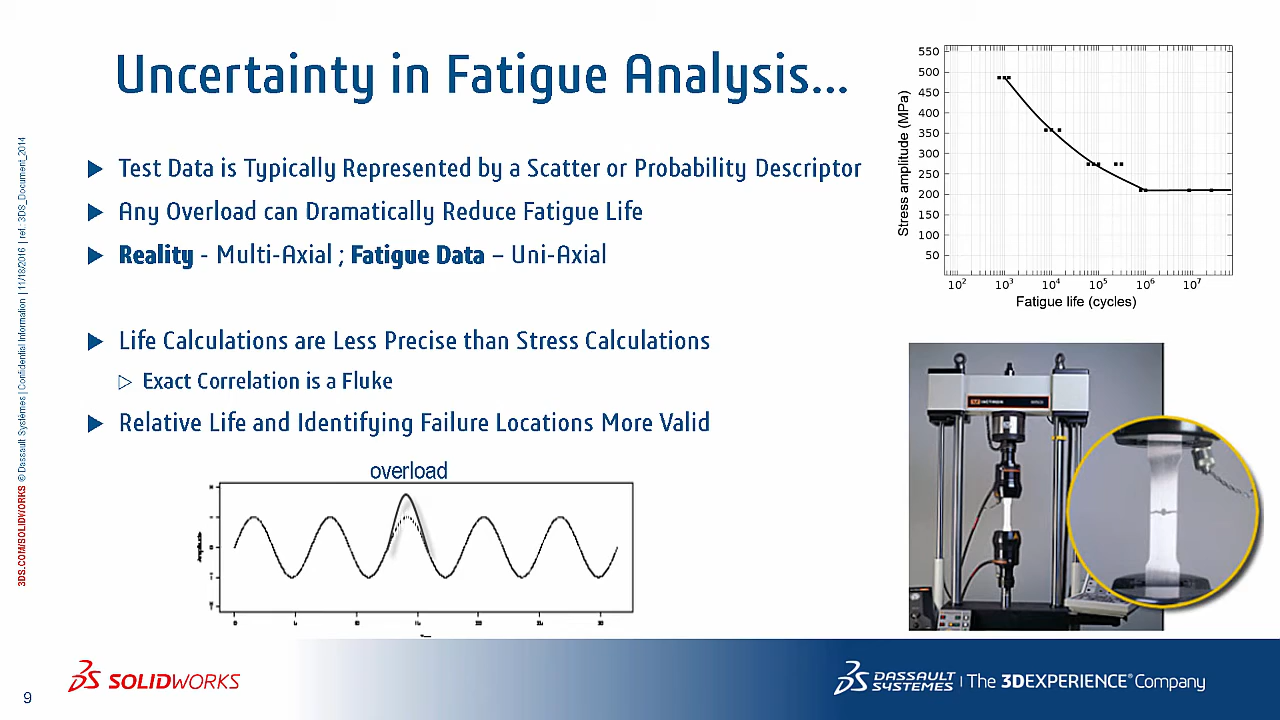 Uncertainty in Fatigue Analysis...
Test Data is Typically Represented by a Scatter or Probability Descriptor
Any Overload can Dramatically Reduce Fatigue Life
Reality - Multi-Axial ; Fatigue Data – Uni-Axial
Life Calculations are Less Precise than Stress Calculations
Exact Correlation is a Fluke
Relative Life and Identifying Failure Locations More Valid
overload
Amplitude
Stress amplitude (MPa)
550
500
450
400
350
300
250
200
150
100
50
10² 10³ 10⁴ 10⁵ 10⁶ 10⁷
Fatigue life (cycles)
INSTRON
3DS.COM/SOLIDWORKS © Dassault Systèmes | Confidential Information | 11/18/2016 | ref.: 3DS_Document_2014
9
SOLIDWORKS
DASSAULT SYSTEMES | The 3DEXPERIENCE® Company